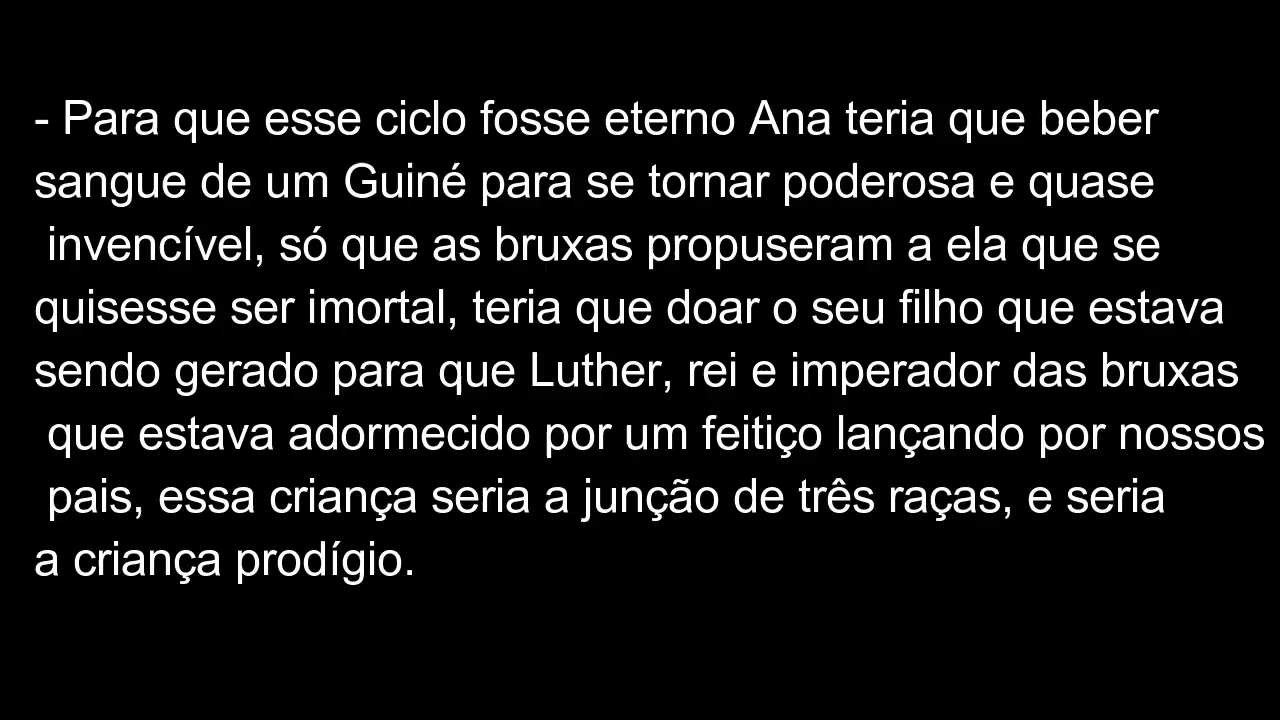 - Para que esse ciclo fosse eterno Ana teria que beber
sangue de um Guiné para se tornar poderosa e quase
invencível, só que as bruxas propuseram a ela que se
quisesse ser imortal, teria que doar o seu filho que estava
sendo gerado para que Luther, rei e imperador das bruxas
que estava adormecido por um feitiço lançando por nossos
pais, essa criança seria a junção de três raças, e seria
a criança prodígio.